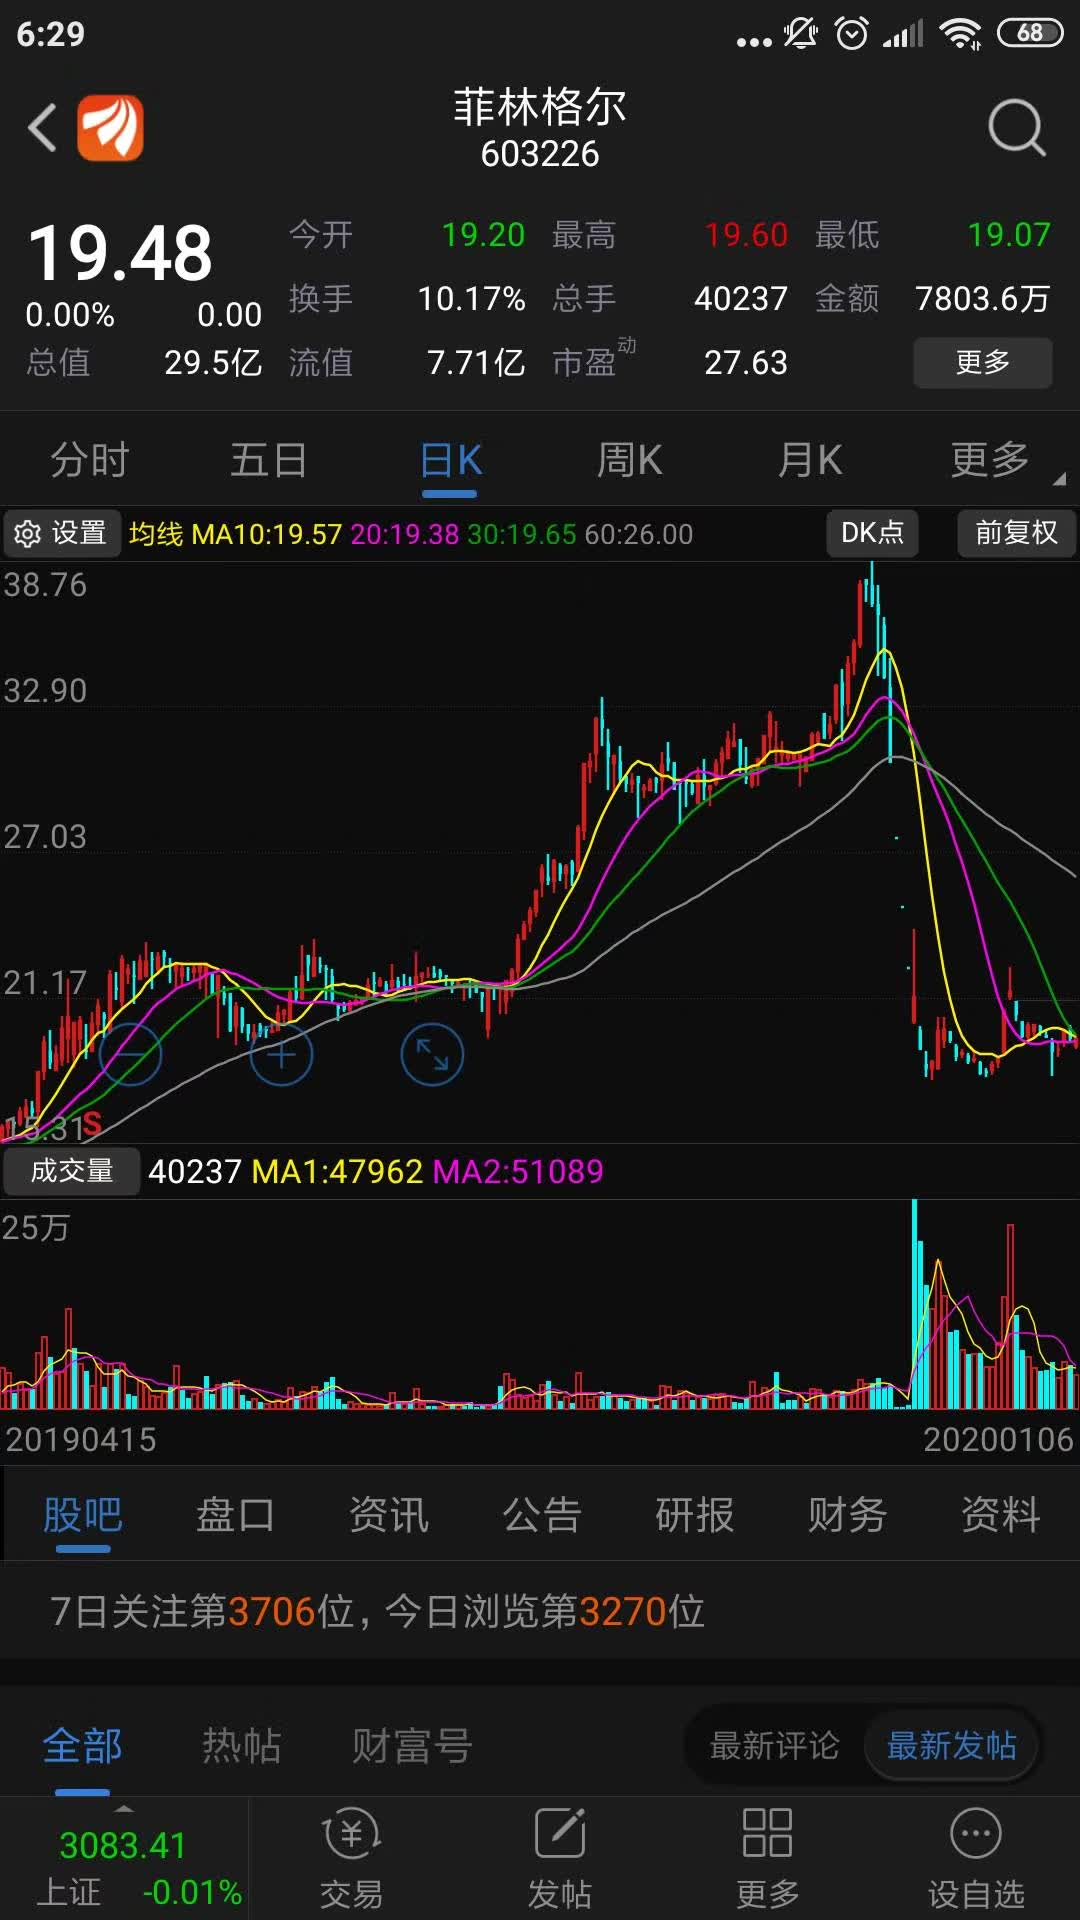 6:29
68
菲林格尔
603226
19.48 今开 19.20 最高 19.60 最低 19.07
0.00% 0.00 换手 10.17% 总手 40237 金额 7803.6万
总值 29.5亿 流值 7.71亿 市盈动 27.63 更多
分时 五日 日K 周K 月K 更多
设置 均线 MA10:19.57 20:19.38 30:19.65 60:26.00 DK点 前复权
38.76
32.90
27.03
21.17
15.31 S
成交量 40237 MA1:47962 MA2:51089
25万
20190415 20200106
股吧 盘口 资讯 公告 研报 财务 资料
7日关注第3706位，今日浏览第3270位
全部 热帖 财富号 最新评论 最新发帖
3083.41
上证 -0.01% 交易 发帖 更多 设自选